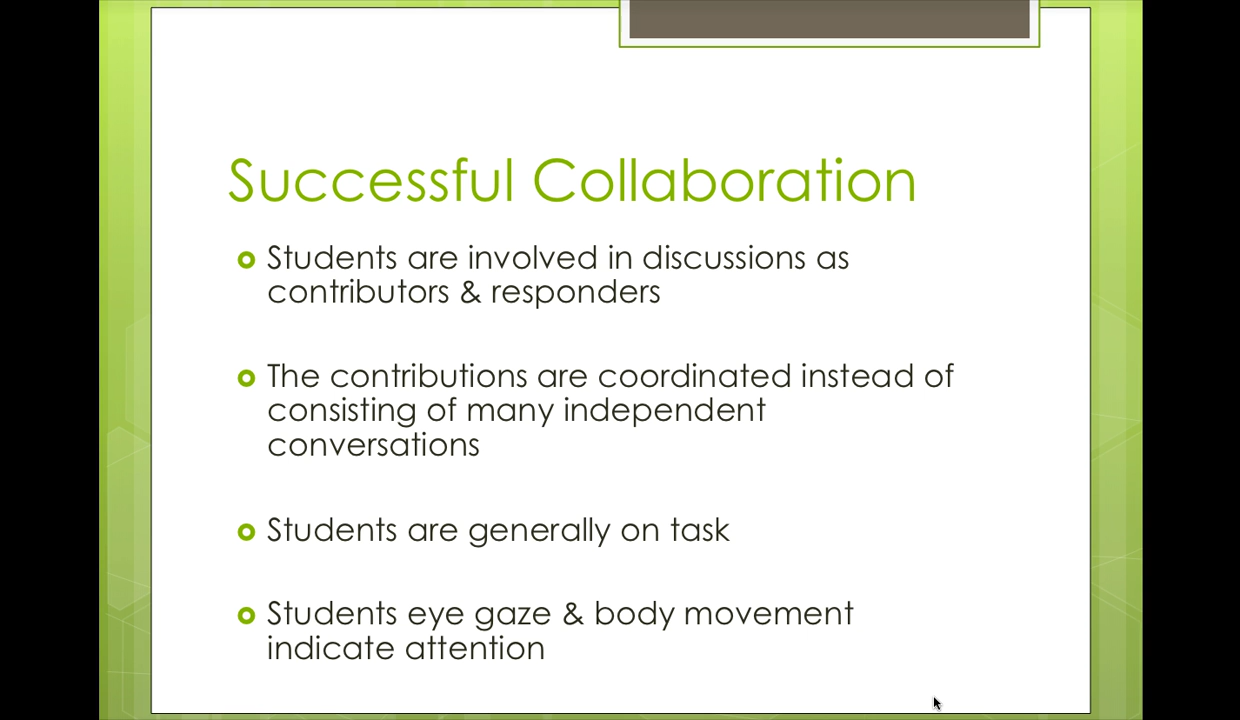 Successful Collaboration
Students are involved in discussions as
contributors & responders
The contributions are coordinated instead of
consisting of many independent
conversations
Students are generally on task
Students eye gaze & body movement
indicate attention